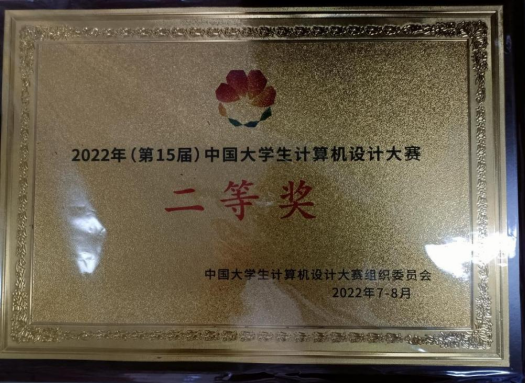 2022年(第15届)中国大学生计算机设计大赛
二等奖
中国大学生计算机设计大赛组织委员会
2022年7-8月